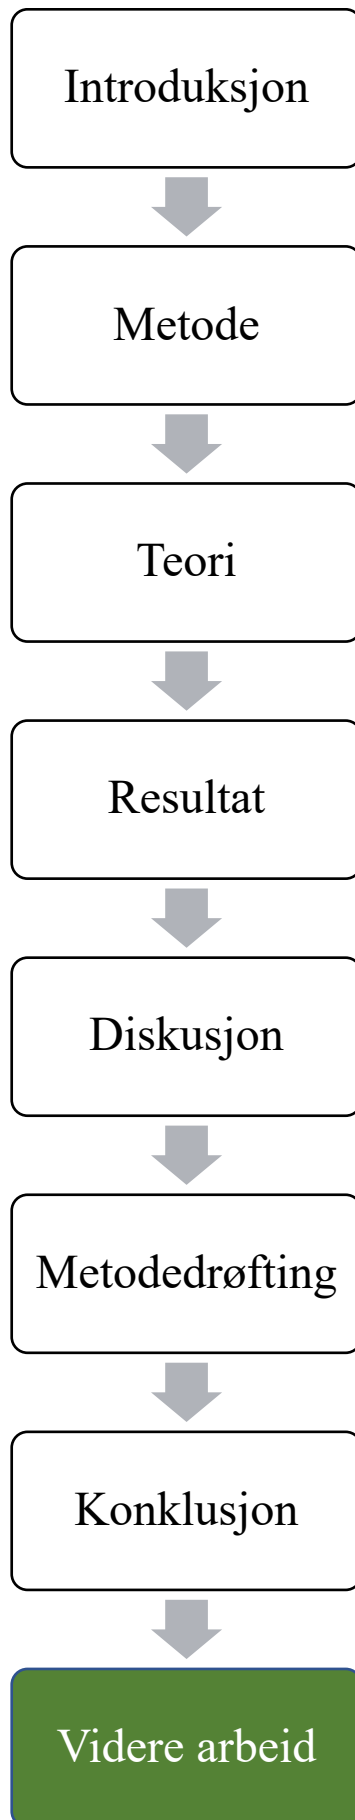 Introduksjon
Metode
Teori
Resultat
Diskusjon
Metodedrøfting
Konklusjon
Videre arbeid